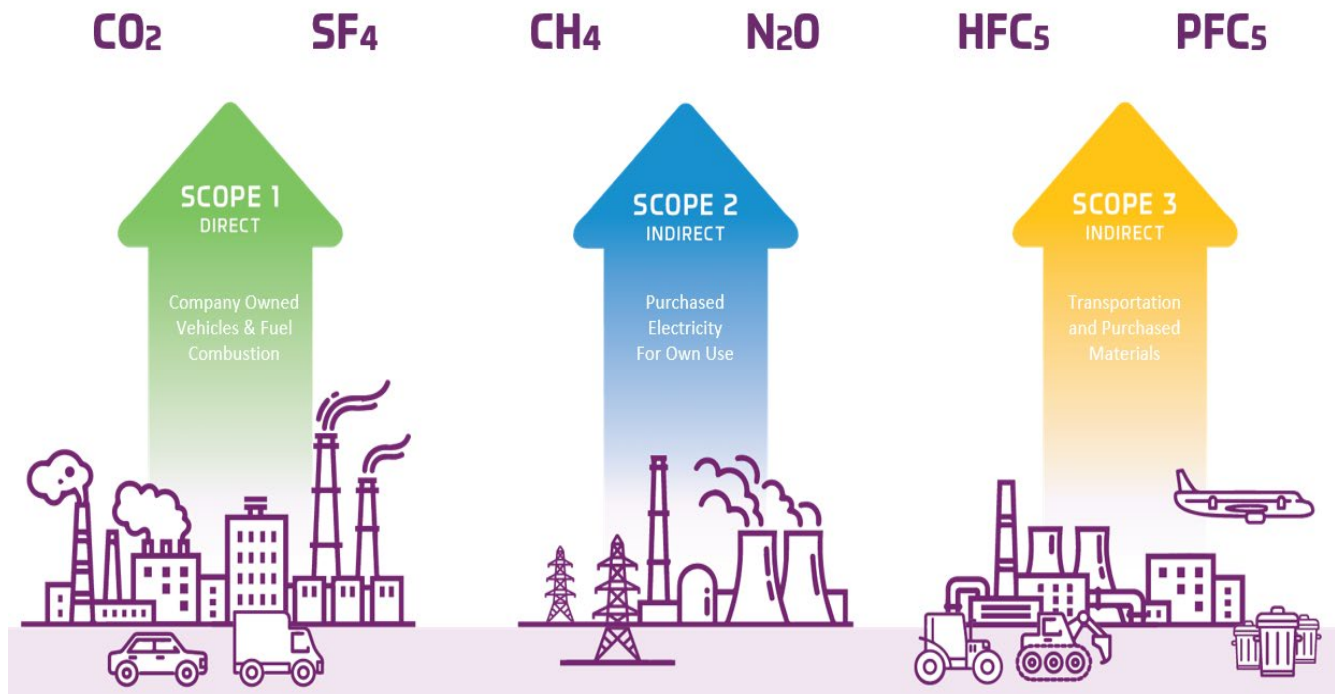 CO₂ SF₄ CH₄ N₂O HFC₅ PFC₅
SCOPE 1
DIRECT
Company Owned
Vehicles & Fuel
Combustion
SCOPE 2
INDIRECT
Purchased
Electricity
For Own Use
SCOPE 3
INDIRECT
Transportation
and Purchased
Materials